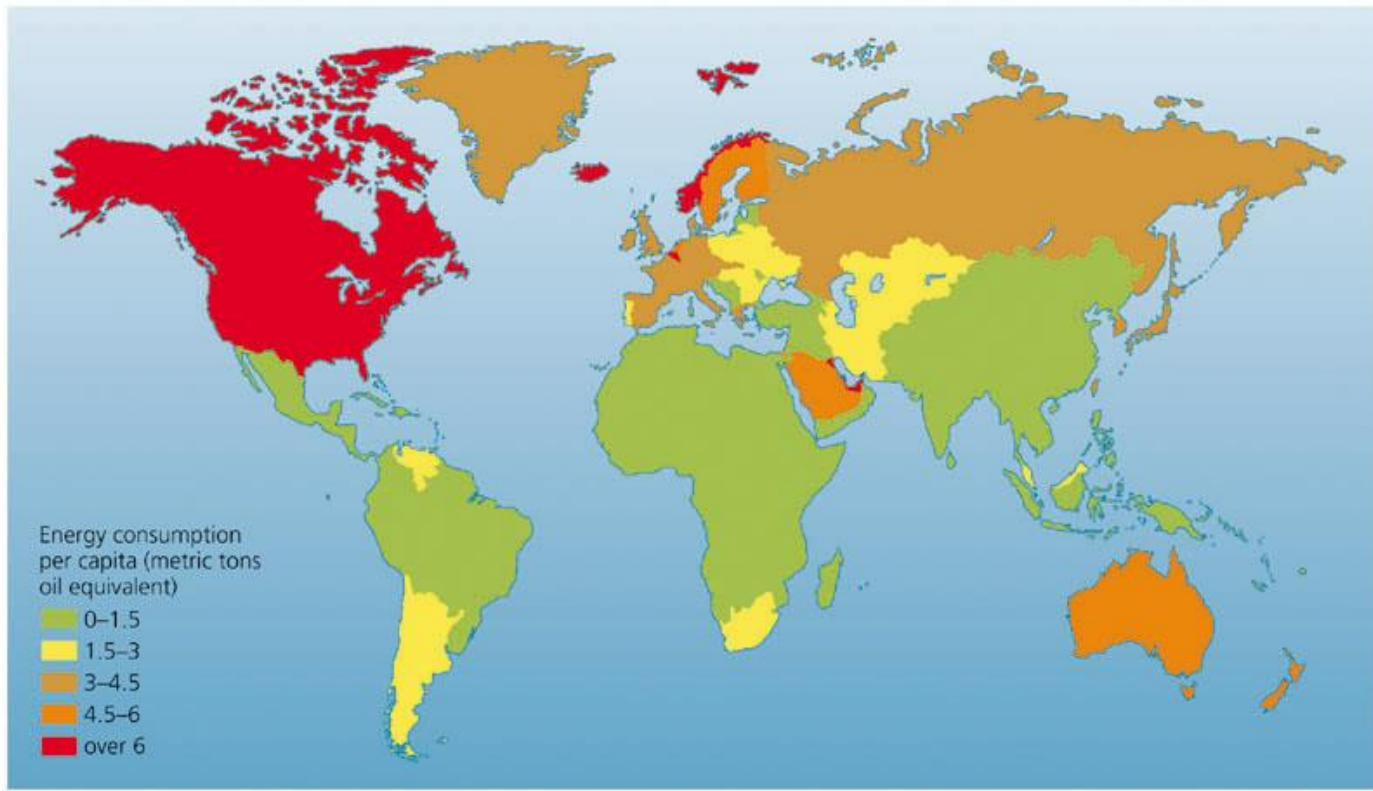 Energy consumption
per capita (metric tons
oil equivalent)
0–1.5
1.5–3
3–4.5
4.5–6
over 6